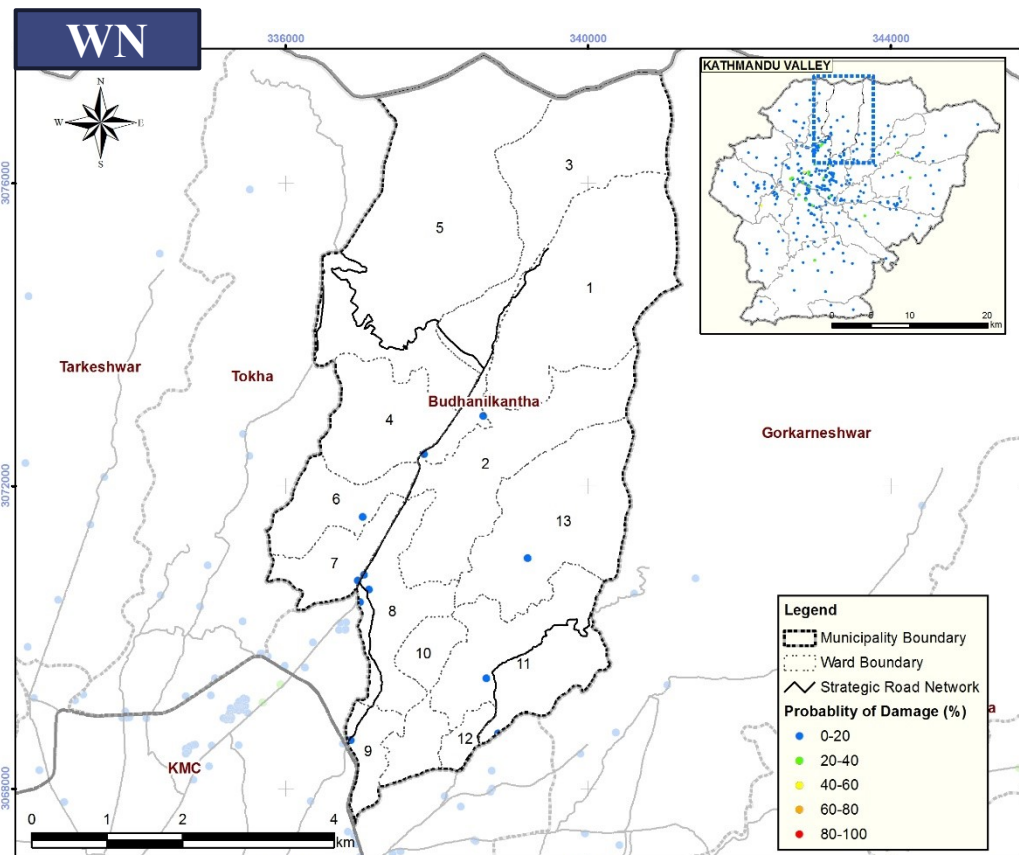 WN
336000
340000
344000
N
W E
S
KATHMANDU VALLEY
0 5 10 20
km
3076000
3
5
1
Tarkeshwar
Tokha
Budhanilkantha
Gorkarneshwar
4
2
3072000
6
13
7
8
10
11
12
9
KMC
3068000
a
0 1 2 4
km
Legend
Municipality Boundary
Ward Boundary
Strategic Road Network
Probablity of Damage (%)
0-20
20-40
40-60
60-80
80-100